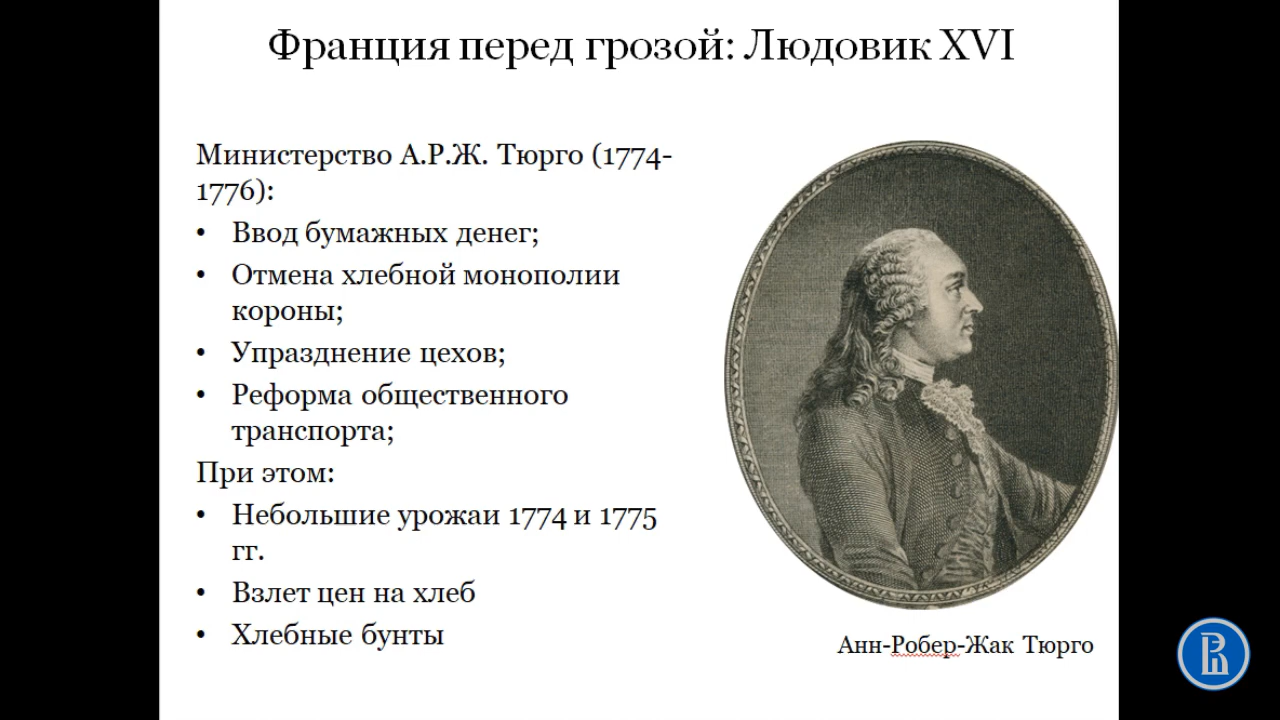 Франция перед грозой: Людовик XVI
Министерство А.Р.Ж. Тюрго (1774-
1776):
• Ввод бумажных денег;
• Отмена хлебной монополии
короны;
• Упразднение цехов;
• Реформа общественного
транспорта;
При этом:
• Небольшие урожаи 1774 и 1775
гг.
• Взлет цен на хлеб
• Хлебные бунты
Анн-Робер-Жак Тюрго